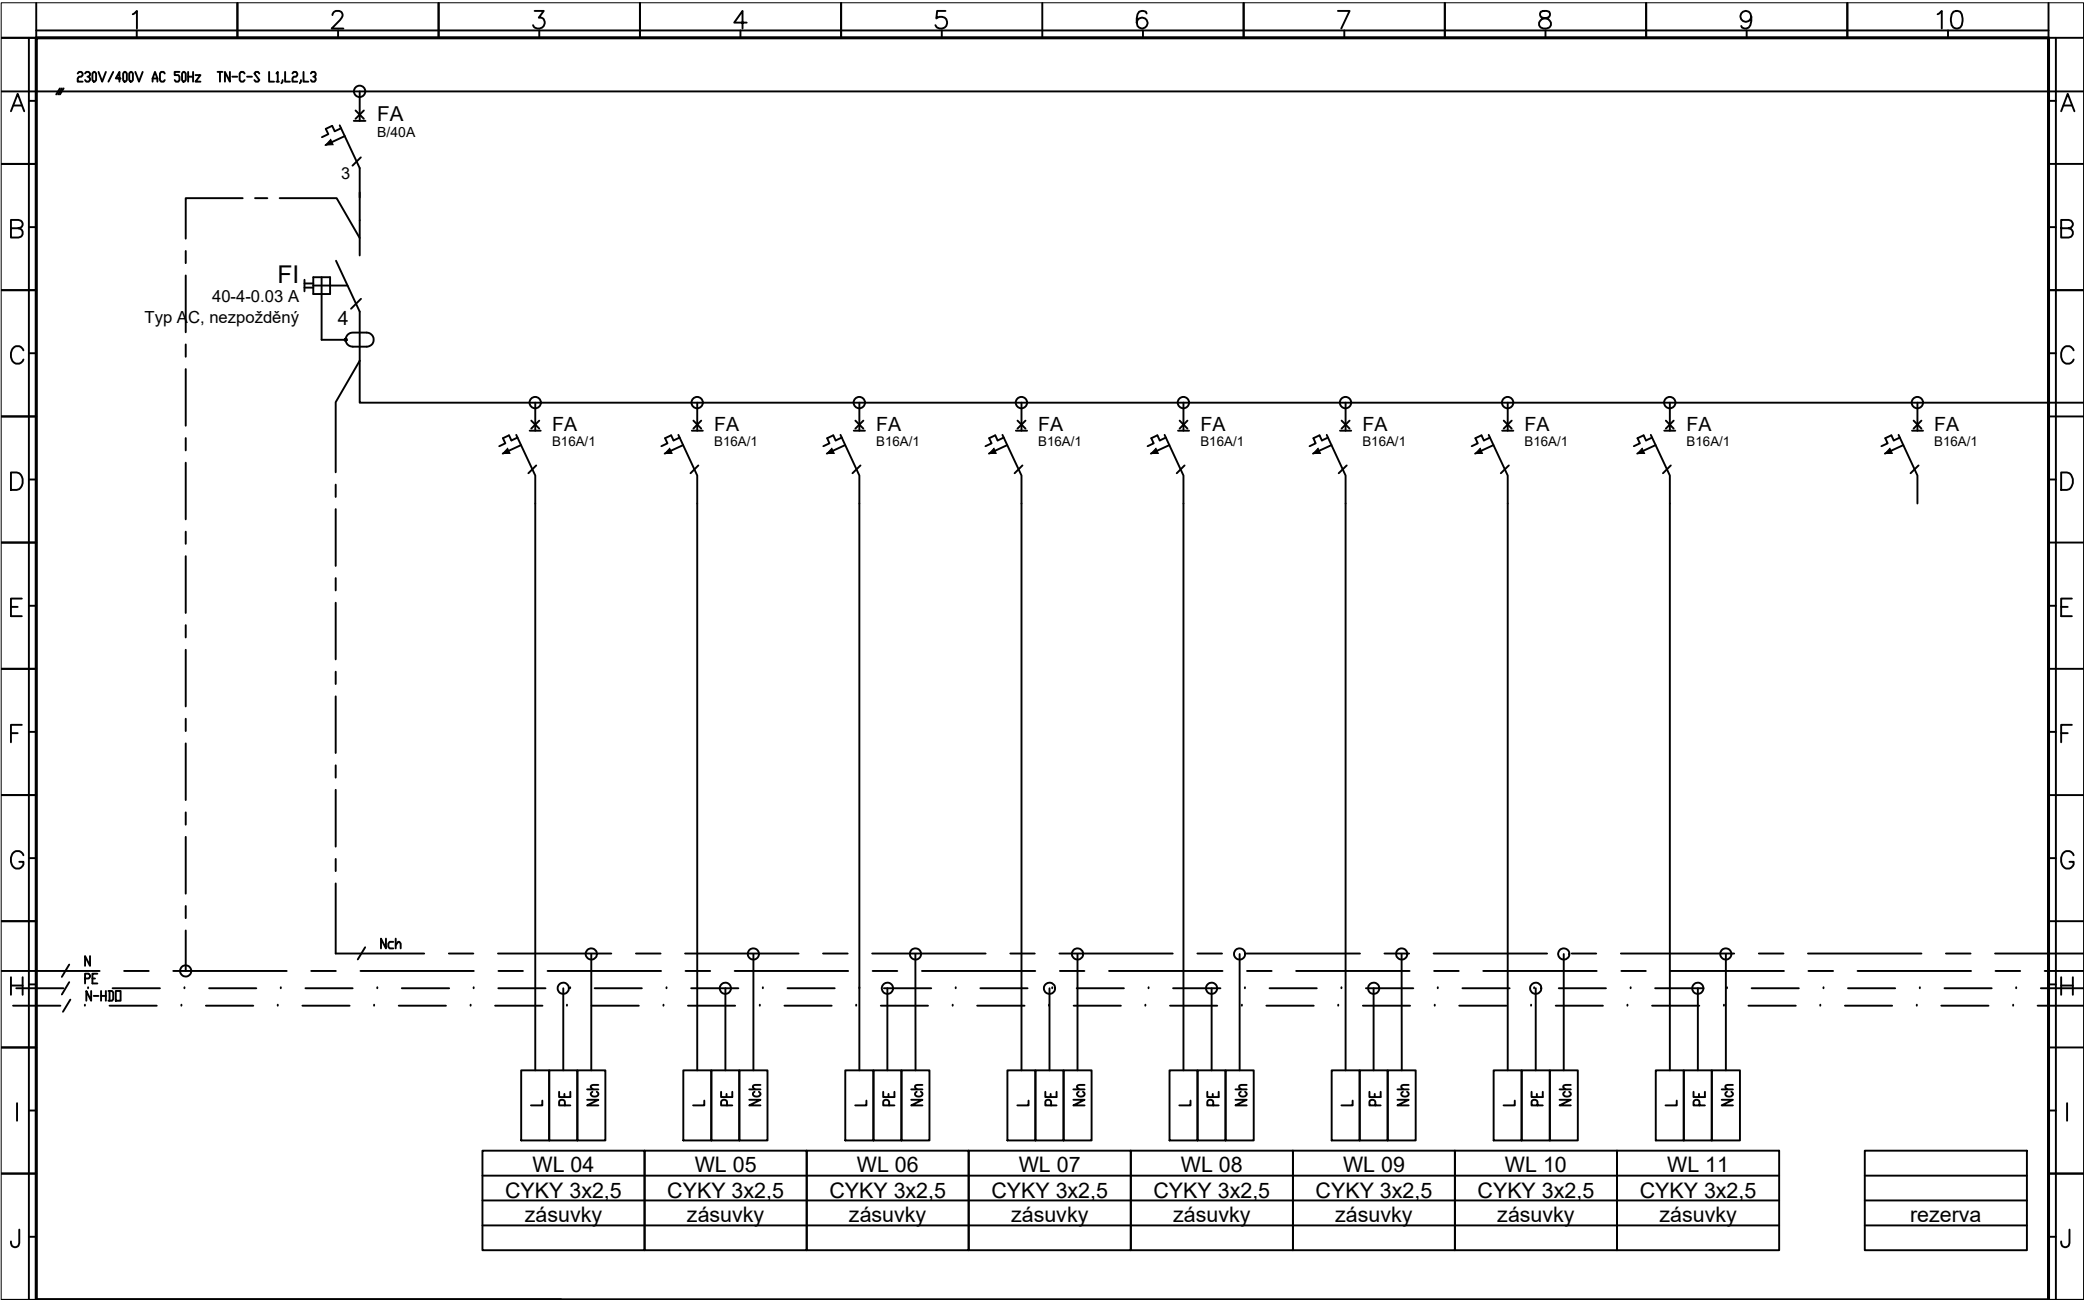 1 2 3 4 5 6 7 8 9 10
230V/400V AC 50Hz TN-C-S L1,L2,L3
A A
FA
B/40A
3
B B
FI
40-4-0.03 A
Typ AC, nezpožděný
4
C C
FA FA FA FA FA FA FA FA FA
B16A/1 B16A/1 B16A/1 B16A/1 B16A/1 B16A/1 B16A/1 B16A/1 B16A/1
D D
E E
F F
G G
Nch
N
PE
H H
N-HDO
L PE Nch L PE Nch L PE Nch L PE Nch L PE Nch L PE Nch L PE Nch L PE Nch
I I
WL 04 WL 05 WL 06 WL 07 WL 08 WL 09 WL 10 WL 11
CYKY 3x2,5 CYKY 3x2,5 CYKY 3x2,5 CYKY 3x2,5 CYKY 3x2,5 CYKY 3x2,5 CYKY 3x2,5 CYKY 3x2,5
zásuvky zásuvky zásuvky zásuvky zásuvky zásuvky zásuvky zásuvky rezerva
J J